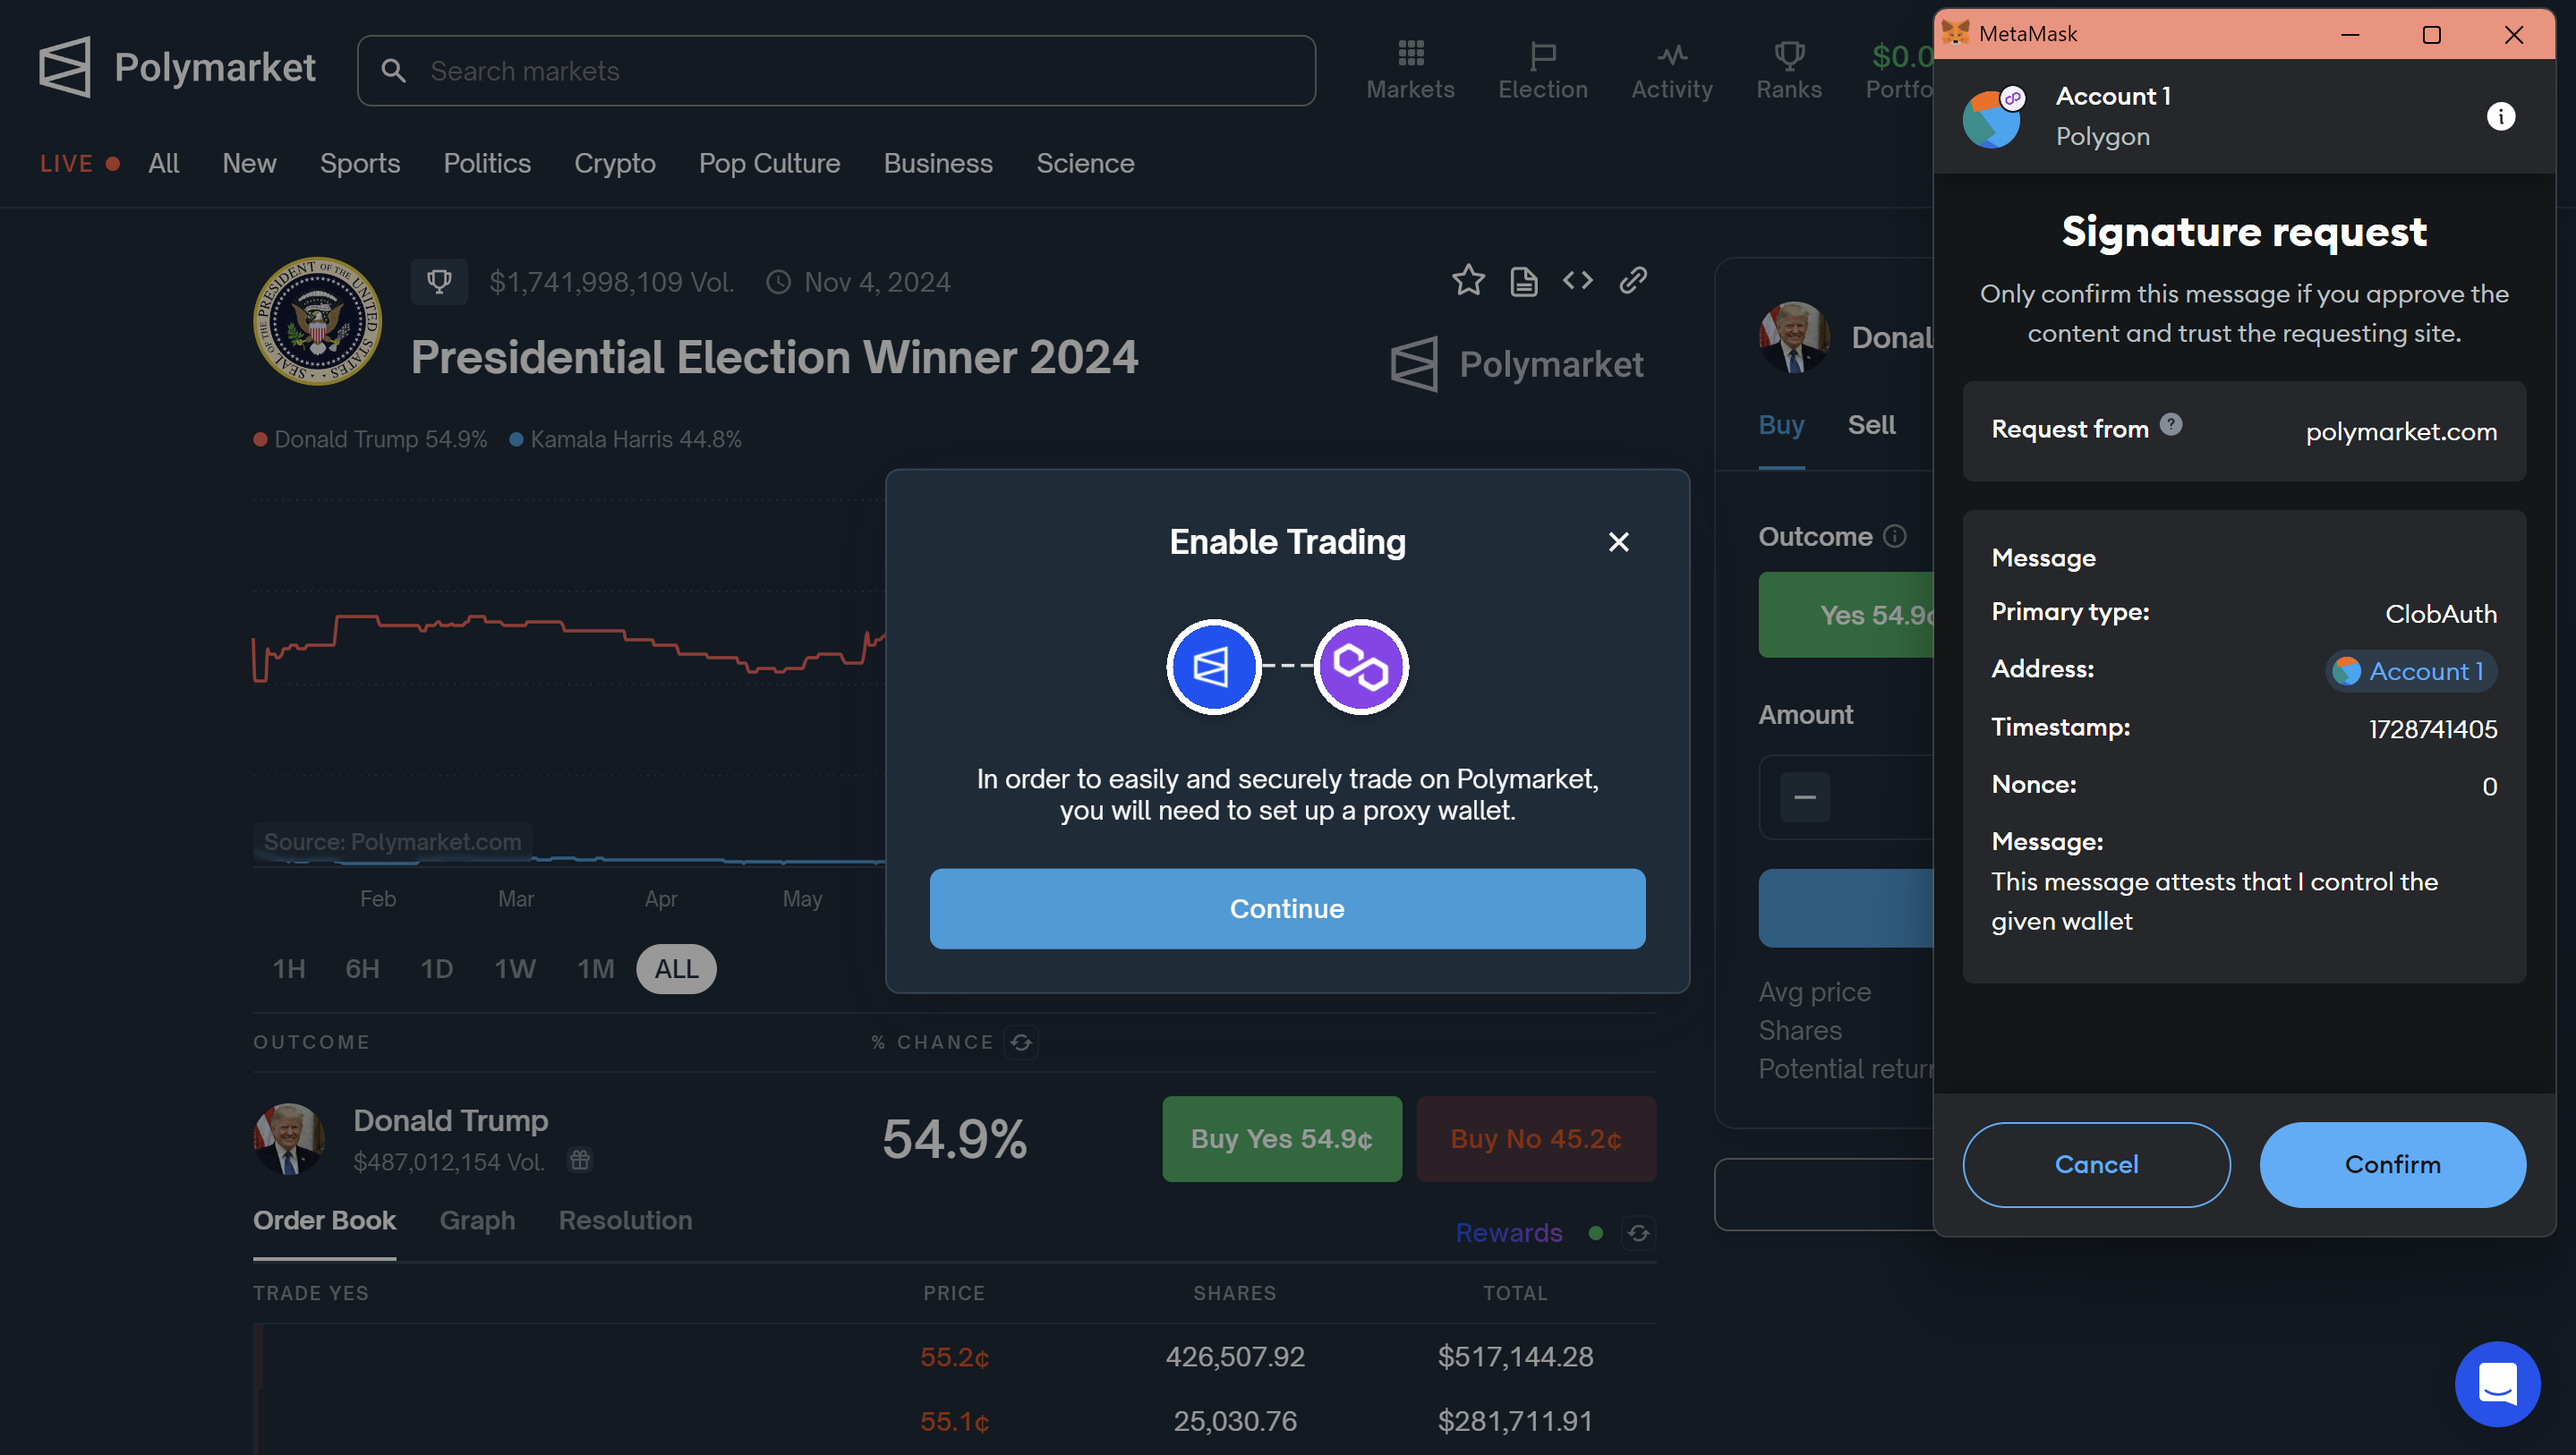 Polymarket
Search markets
Markets
Election
Activity
Ranks
$0.0
Portfo
LIVE
All
New
Sports
Politics
Crypto
Pop Culture
Business
Science
$1,741,998,109 Vol.
Nov 4, 2024
Presidential Election Winner 2024
Polymarket
Donald Trump 54.9%
Kamala Harris 44.8%
Source: Polymarket.com
Feb
Mar
Apr
May
1H
6H
1D
1W
1M
ALL
OUTCOME
% CHANCE
Donald Trump
$487,012,154 Vol.
54.9%
Buy Yes 54.9¢
Buy No 45.2¢
Order Book
Graph
Resolution
Rewards
TRADE YES
PRICE
SHARES
TOTAL
55.2¢
426,507.92
$517,144.28
55.1¢
25,030.76
$281,711.91
Enable Trading
In order to easily and securely trade on Polymarket,
you will need to set up a proxy wallet.
Continue
Donal
Buy
Sell
Outcome
Yes 54.9¢
Amount
Avg price
Shares
Potential return
MetaMask
Account 1
Polygon
Signature request
Only confirm this message if you approve the
content and trust the requesting site.
Request from
polymarket.com
Message
Primary type:
ClobAuth
Address:
Account 1
Timestamp:
1728741405
Nonce:
0
Message:
This message attests that I control the
given wallet
Cancel
Confirm